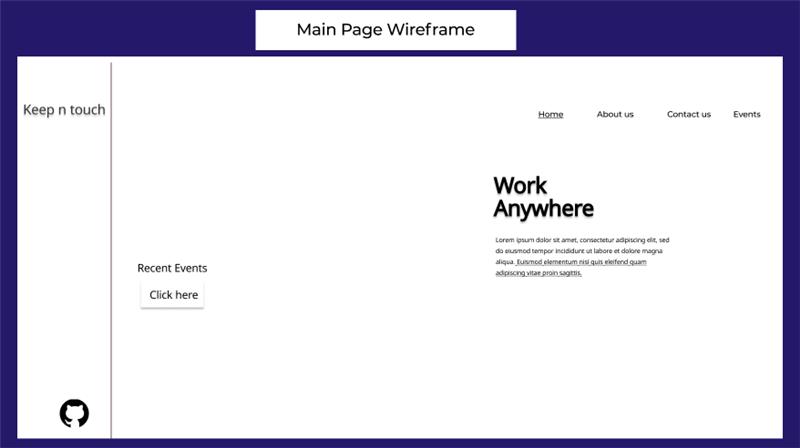 Main Page Wireframe
Keep n touch
Home About us Contact us Events
Work
Anywhere
Lorem ipsum dolor sit amet, consectetur adipiscing elit, sed
do eiusmod tempor incididunt ut labore et dolore magna
aliqua. Euismod elementum nisi quis eleifend quam
adipiscing vitae proin sagittis.
Recent Events
Click here